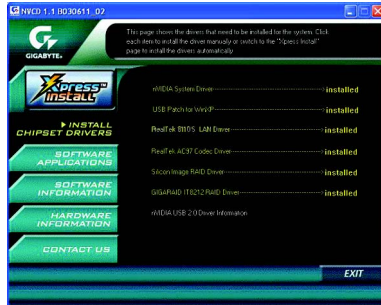 NVCD 1.1 B030611_02
This page shows the drivers that need to be installed for the system. Click
each item to install the driver manually or switch to the "Xpress Install"
page to install the drivers automatically.
GIGABYTE
Xpress™
Install
INSTALL
CHIPSET DRIVERS
SOFTWARE
APPLICATIONS
SOFTWARE
INFORMATION
HARDWARE
INFORMATION
CONTACT US
nVIDIA System Driver installed
USB Patch for WinXP installed
RealTek 8110S LAN Driver installed
RealTek AC97 Codec Driver installed
Silicon Image RAID Driver installed
GIGARAID IT8212 RAID Driver installed
nVIDIA USB 2.0 Driver Information
EXIT